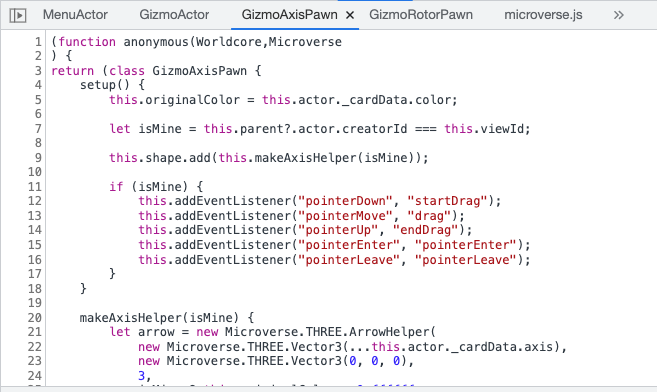 MenuActor GizmoActor GizmoAxisPawn × GizmoRotorPawn microverse.js »
1 (function anonymous(Worldcore,Microverse
2 ) {
3 return (class GizmoAxisPawn {
4 setup() {
5 this.originalColor = this.actor._cardData.color;
6
7 let isMine = this.parent?.actor.creatorId === this.viewId;
8
9 this.shape.add(this.makeAxisHelper(isMine));
10
11 if (isMine) {
12 this.addEventListener("pointerDown", "startDrag");
13 this.addEventListener("pointerMove", "drag");
14 this.addEventListener("pointerUp", "endDrag");
15 this.addEventListener("pointerEnter", "pointerEnter");
16 this.addEventListener("pointerLeave", "pointerLeave");
17 }
18 }
19
20 makeAxisHelper(isMine) {
21 let arrow = new Microverse.THREE.ArrowHelper(
22 new Microverse.THREE.Vector3(...this.actor._cardData.axis),
23 new Microverse.THREE.Vector3(0, 0, 0),
24 3,